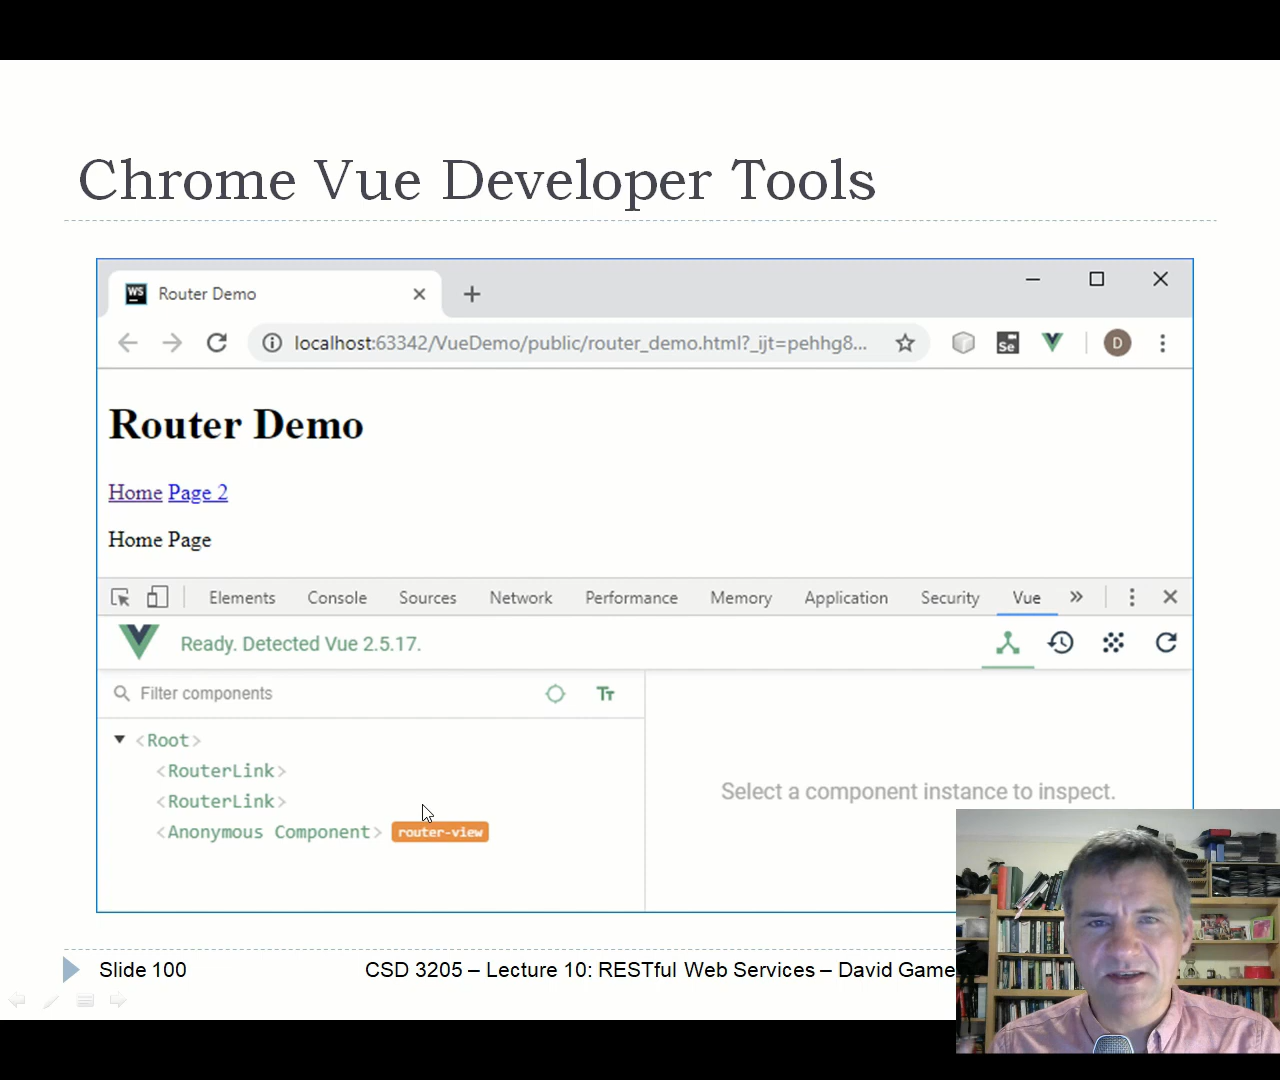 Chrome Vue Developer Tools
WS Router Demo
localhost:63342/VueDemo/public/router_demo.html?_ijt=pehhg8...
Se
D
Router Demo
Home Page 2
Home Page
Elements Console Sources Network Performance Memory Application Security Vue
Ready. Detected Vue 2.5.17.
Filter components
Tт
<Root>
<RouterLink>
<RouterLink>
<Anonymous Component> router-view
Select a component instance to inspect.
Slide 100
CSD 3205 – Lecture 10: RESTful Web Services – David Game